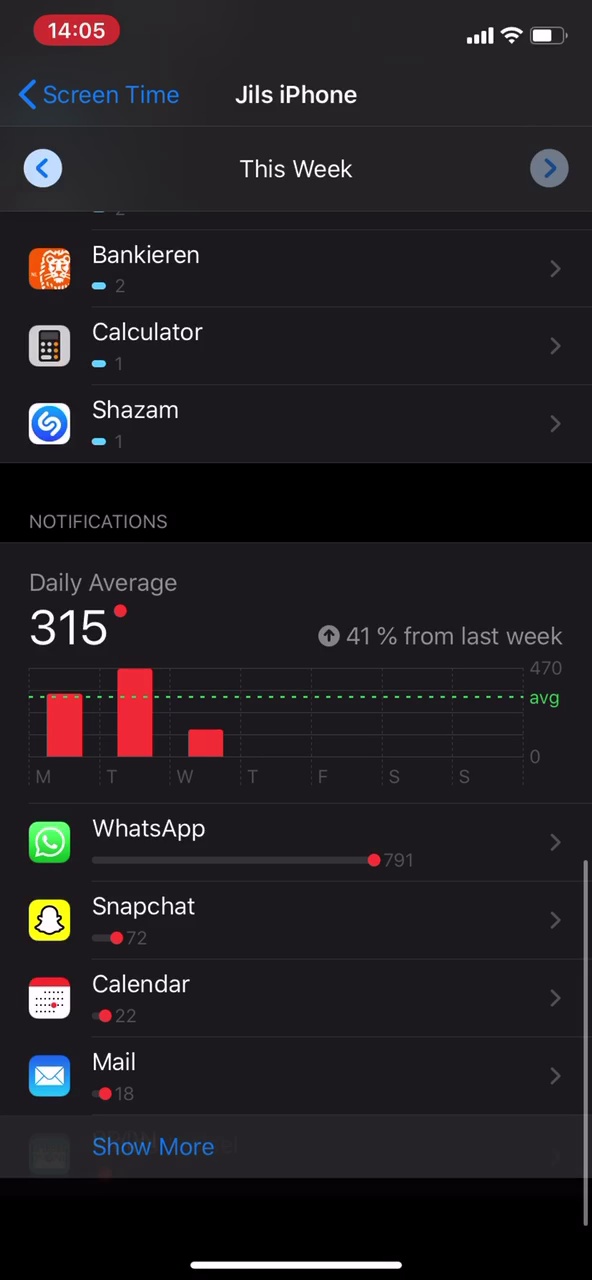 14:05
Screen Time
Jils iPhone
This Week
2
Bankieren
2
Calculator
1
Shazam
1
NOTIFICATIONS
Daily Average
315
41 % from last week
470
avg
0
M T W T F S S
WhatsApp
791
Snapchat
72
Calendar
22
Mail
18
Show More